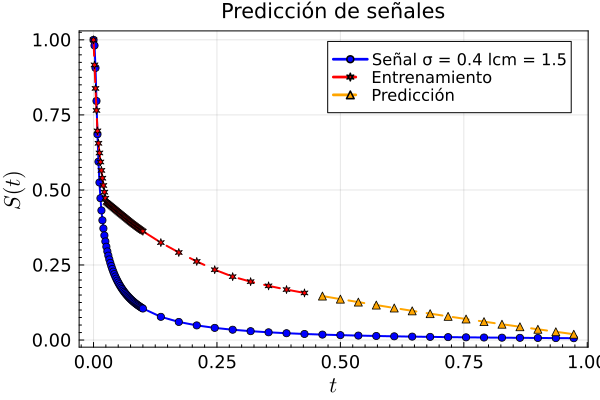 Predicción de señales
Señal σ = 0.4 lcm = 1.5
Entrenamiento
Predicción
S(t)
1.00
0.75
0.50
0.25
0.00
0.00 0.25 0.50 0.75 1.00
t